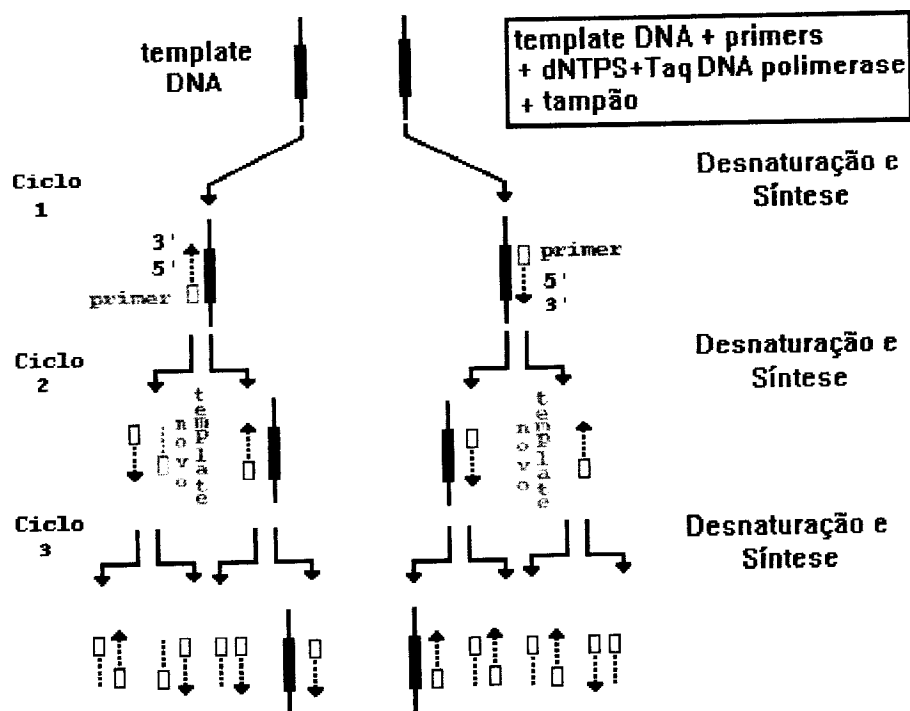 template
DNA
template DNA + primers
+ dNTPS+Taq DNA polimerase
+ tampão
Ciclo
1
Desnaturação e
Síntese
3'
5'
primer
primer
5'
3'
Ciclo
2
Desnaturação e
Síntese
novo
template
novo
template
Ciclo
3
Desnaturação e
Síntese